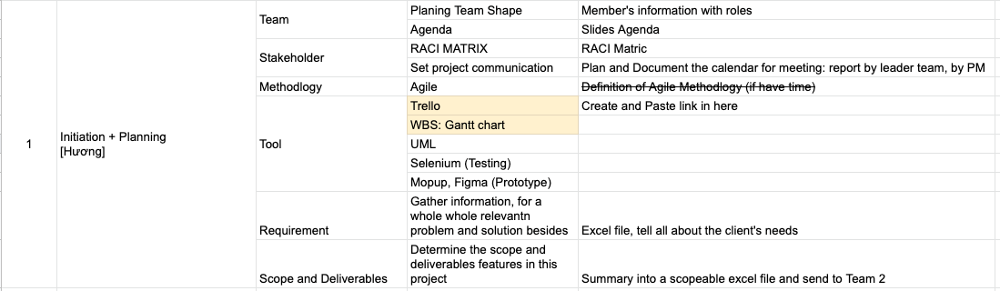 Team
Planing Team Shape
Member's information with roles
Agenda
Slides Agenda
Stakeholder
RACI MATRIX
RACI Matric
Set project communication
Plan and Document the calendar for meeting: report by leader team, by PM
Methodlogy
Agile
Definition of Agile Methodlogy (if have time)
1
Initiation + Planning
[Hương]
Tool
Trello
Create and Paste link in here
WBS: Gantt chart
UML
Selenium (Testing)
Mopup, Figma (Prototype)
Requirement
Gather information, for a
whole whole relevantn
problem and solution besides
Excel file, tell all about the client's needs
Scope and Deliverables
Determine the scope and
deliverables features in this
project
Summary into a scopeable excel file and send to Team 2